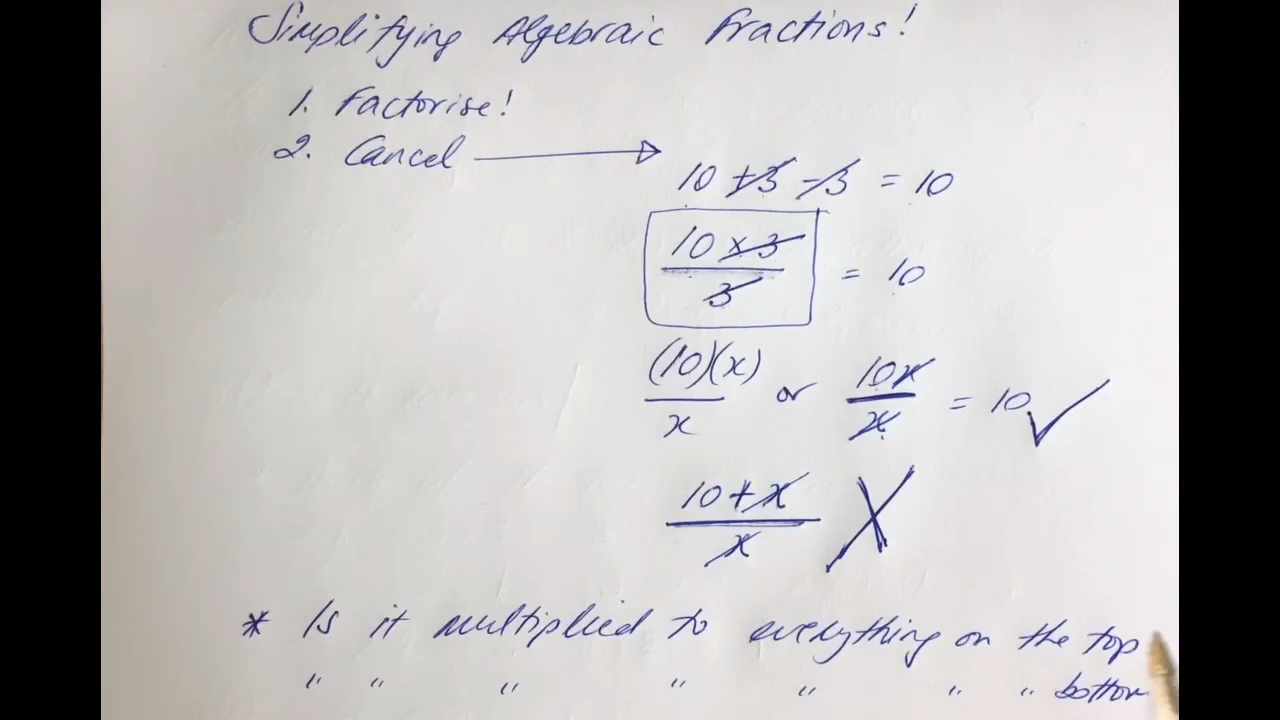 Simplifying Algebraic Fractions!
1. Factorise!
2. Cancel
10 + 3 - 3 = 10
10 x 3 / 3 = 10
(10)(x) / x or 10x / x = 10 ✓
10 + x / x X
* Is it multiplied to everything on the top
" " " " " " " bottom